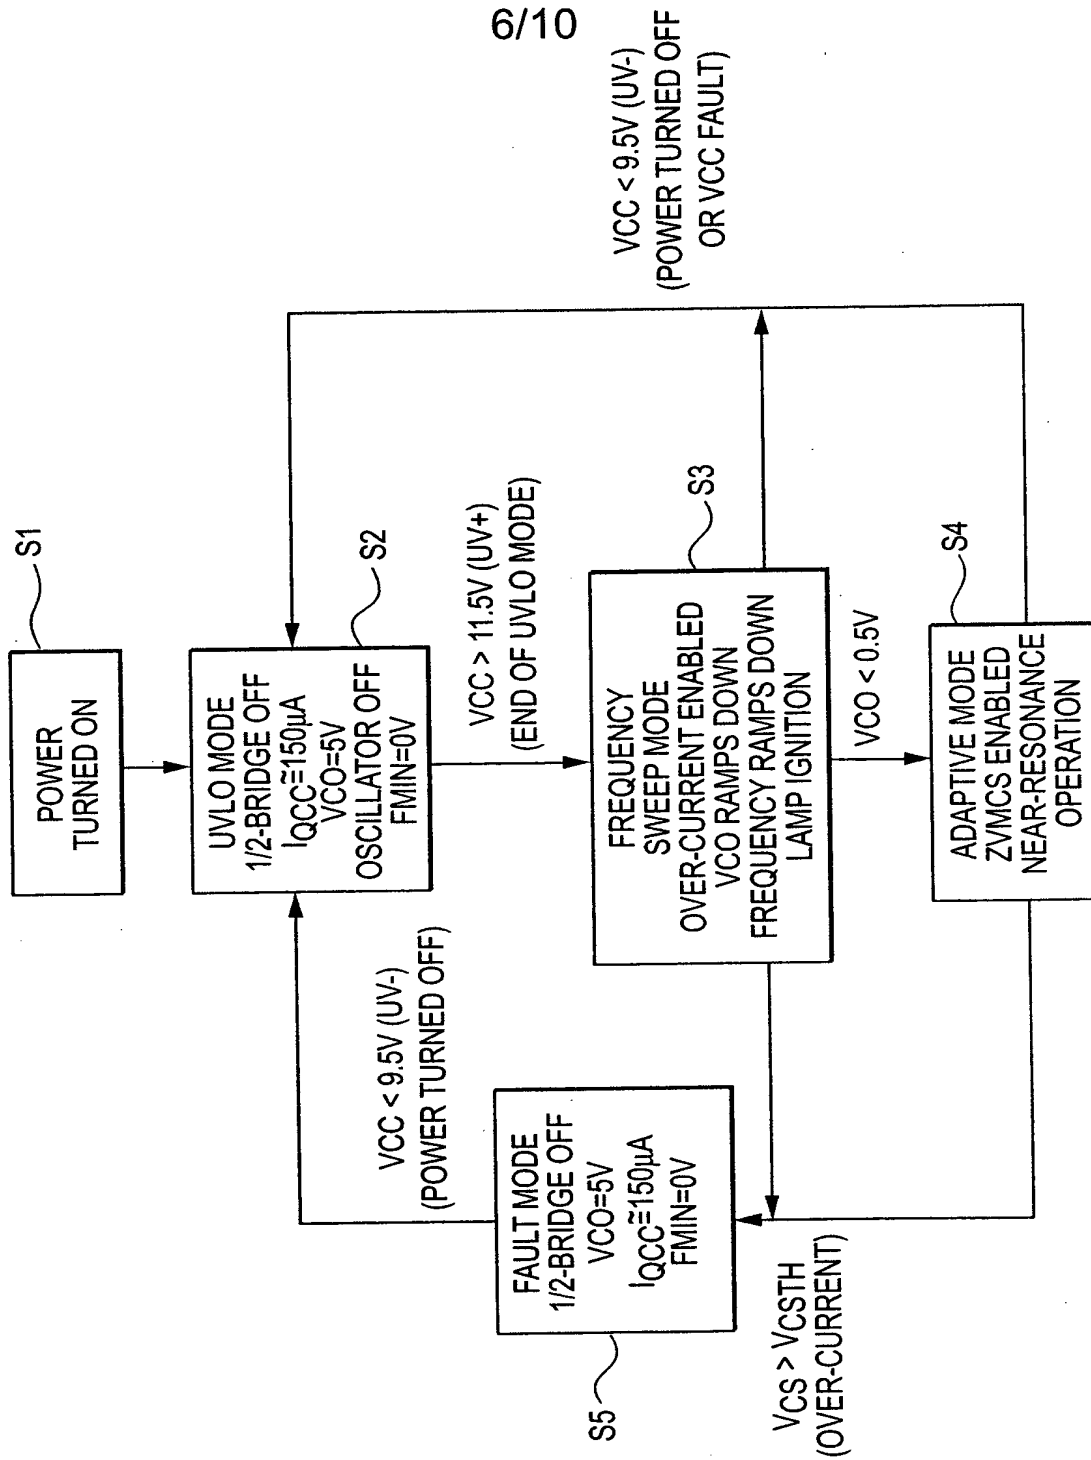 6/10
POWER
TURNED ON
S1
UVLO MODE
1/2-BRIDGE OFF
IQCC≅150µA
VCO=5V
OSCILLATOR OFF
FMIN=0V
S2
VCC > 11.5V (UV+)
(END OF UVLO MODE)
FREQUENCY
SWEEP MODE
OVER-CURRENT ENABLED
VCO RAMPS DOWN
FREQUENCY RAMPS DOWN
LAMP IGNITION
S3
VCO < 0.5V
ADAPTIVE MODE
ZVMCS ENABLED
NEAR-RESONANCE
OPERATION
S4
VCC < 9.5V (UV-)
(POWER TURNED OFF
OR VCC FAULT)
VCC < 9.5V (UV-)
(POWER TURNED OFF)
FAULT MODE
1/2-BRIDGE OFF
VCO=5V
IQCC≅150µA
FMIN=0V
S5
VCS > VCSTH
(OVER-CURRENT)